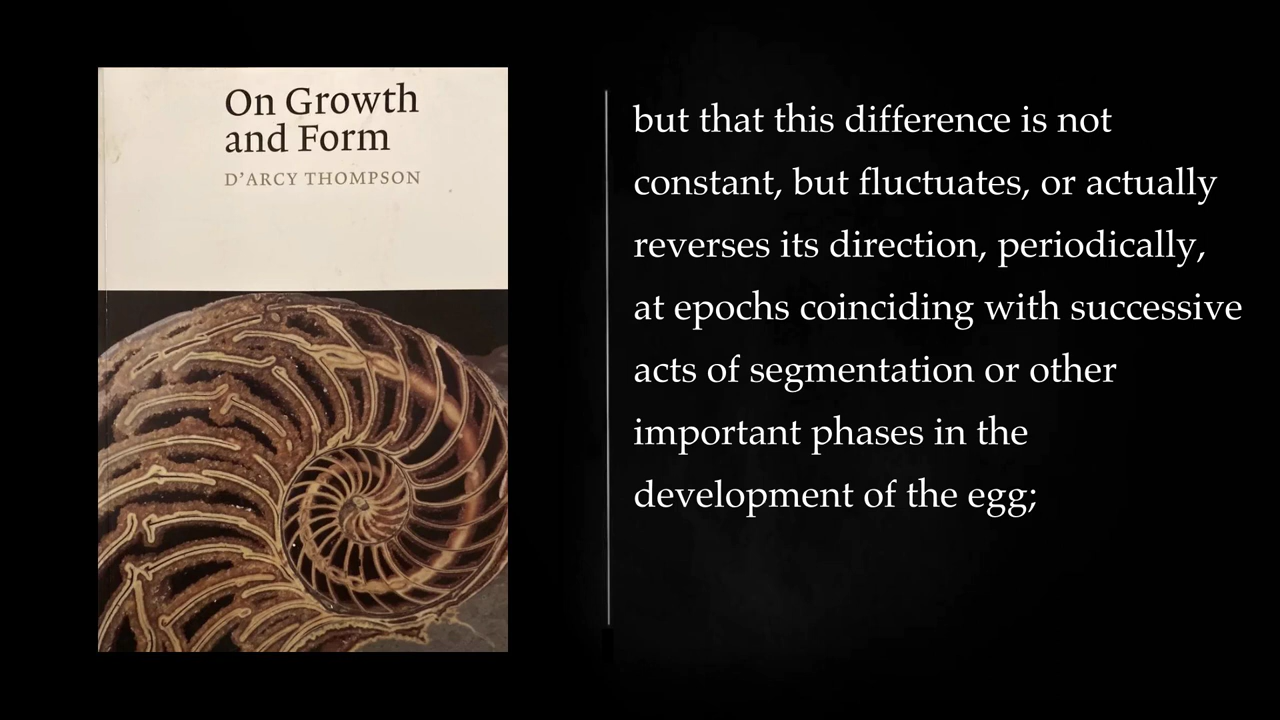 On Growth
and Form
D'ARCY THOMPSON
but that this difference is not
constant, but fluctuates, or actually
reverses its direction, periodically,
at epochs coinciding with successive
acts of segmentation or other
important phases in the
development of the egg;